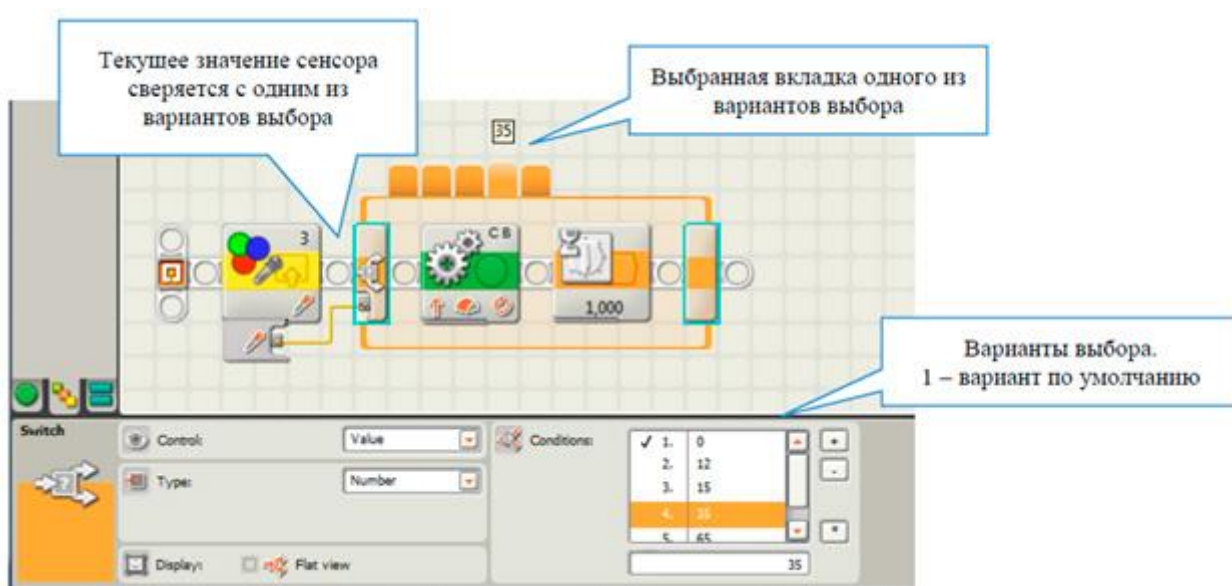 Текущее значение сенсора
сверяется с одним из
вариантов выбора
Выбранная вкладка одного из
вариантов выбора
35
3
C B
1,000
Варианты выбора.
1 – вариант по умолчанию
Switch
Control:
Value
Type:
Number
Display:
Flat view
Conditions:
1. 0
2. 12
3. 15
4. 35
5. 65
+
-
*
35